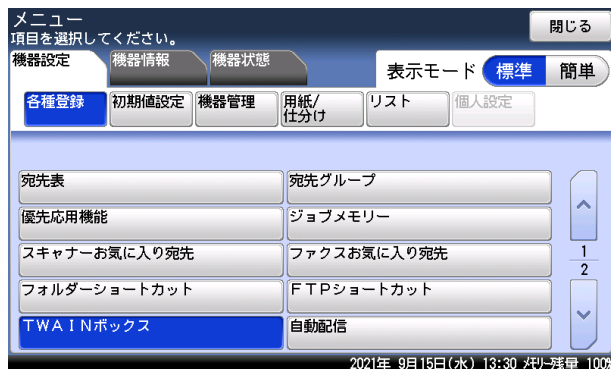 メニュー
項目を選択してください。
閉じる
機器設定
機器情報
機器状態
表示モード
標準
簡単
各種登録
初期値設定
機器管理
用紙/
仕分け
リスト
個人設定
宛先表
宛先グループ
優先応用機能
ジョブメモリー
スキャナーお気に入り宛先
ファクスお気に入り宛先
フォルダーショートカット
FTPショートカット
TWAINボックス
自動配信
1
2
2021年 9月15日(水) 13:30 メモリー残量 100%